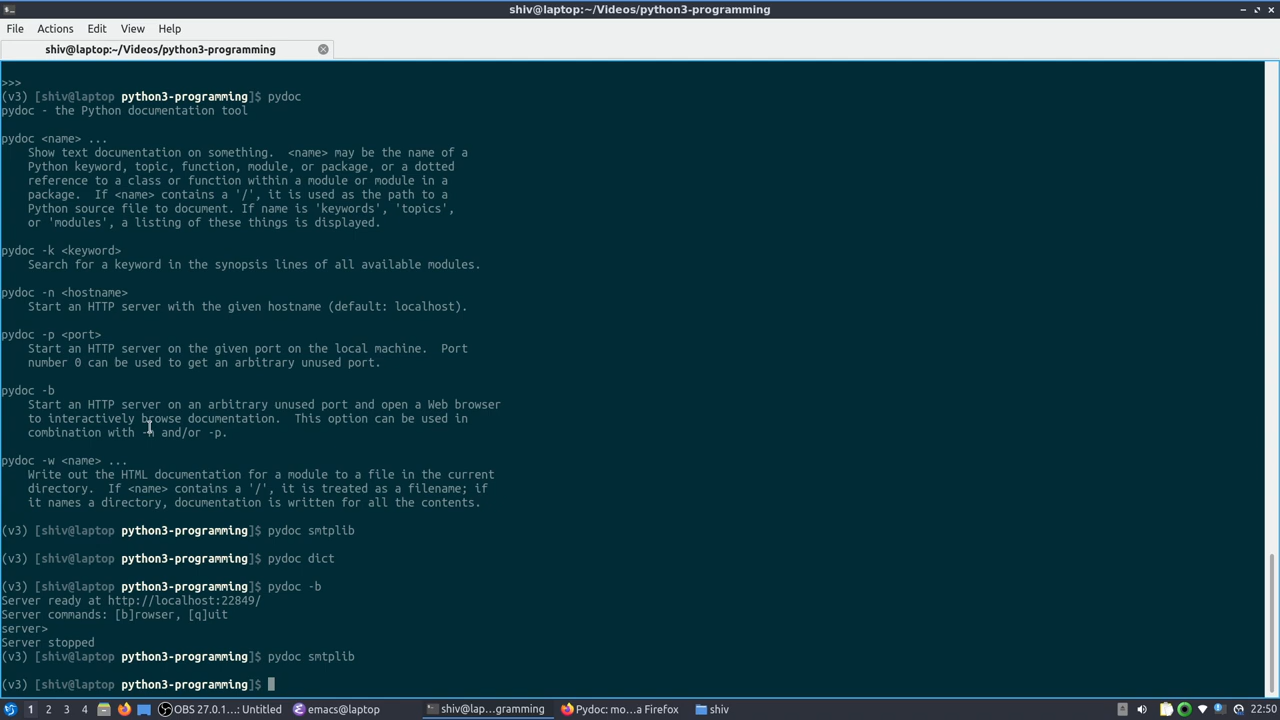 shiv@laptop:~/Videos/python3-programming
File Actions Edit View Help
shiv@laptop:~/Videos/python3-programming
>>>
(v3) [shiv@laptop python3-programming]$ pydoc
pydoc - the Python documentation tool
pydoc <name> ...
Show text documentation on something.  <name> may be the name of a
Python keyword, topic, function, module, or package, or a dotted
reference to a class or function within a module or module in a
package.  If <name> contains a '/', it is used as the path to a
Python source file to document. If name is 'keywords', 'topics',
or 'modules', a listing of these things is displayed.
pydoc -k <keyword>
Search for a keyword in the synopsis lines of all available modules.
pydoc -n <hostname>
Start an HTTP server with the given hostname (default: localhost).
pydoc -p <port>
Start an HTTP server on the given port on the local machine.  Port
number 0 can be used to get an arbitrary unused port.
pydoc -b
Start an HTTP server on an arbitrary unused port and open a Web browser
to interactively browse documentation.  This option can be used in
combination with -n and/or -p.
pydoc -w <name> ...
Write out the HTML documentation for a module to a file in the current
directory.  If <name> contains a '/', it is treated as a filename; if
it names a directory, documentation is written for all the contents.
(v3) [shiv@laptop python3-programming]$ pydoc smtplib
(v3) [shiv@laptop python3-programming]$ pydoc dict
(v3) [shiv@laptop python3-programming]$ pydoc -b
Server ready at http://localhost:22849/
Server commands: [b]rowser, [q]uit
server>
Server stopped
(v3) [shiv@laptop python3-programming]$ pydoc smtplib
(v3) [shiv@laptop python3-programming]$
1 2 3 4 OBS 27.0.1...: Untitled emacs@laptop shiv@lap...gramming Pydoc: mo...a Firefox shiv 22:50